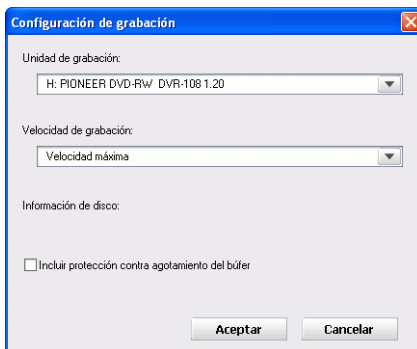 Configuración de grabación
Unidad de grabación:
H: PIONEER DVD-RW DVR-108 1.20
Velocidad de grabación:
Velocidad máxima
Información de disco:
Incluir protección contra agotamiento del búfer
Aceptar Cancelar